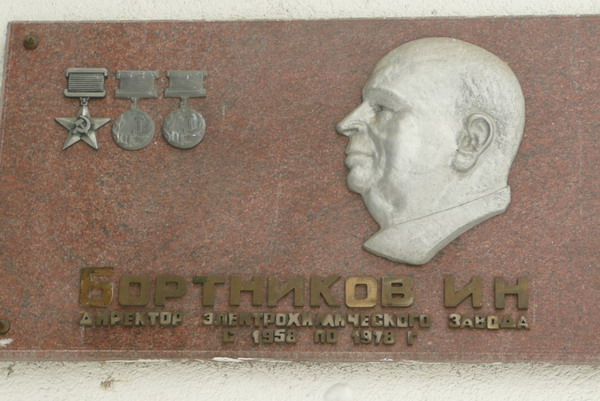 БОРТНИКОВ И Н
ДИРЕКТОР ЭЛЕКТРОХИМИЧЕСКОГО ЗАВОДА
С 1958 ПО 1978 Г